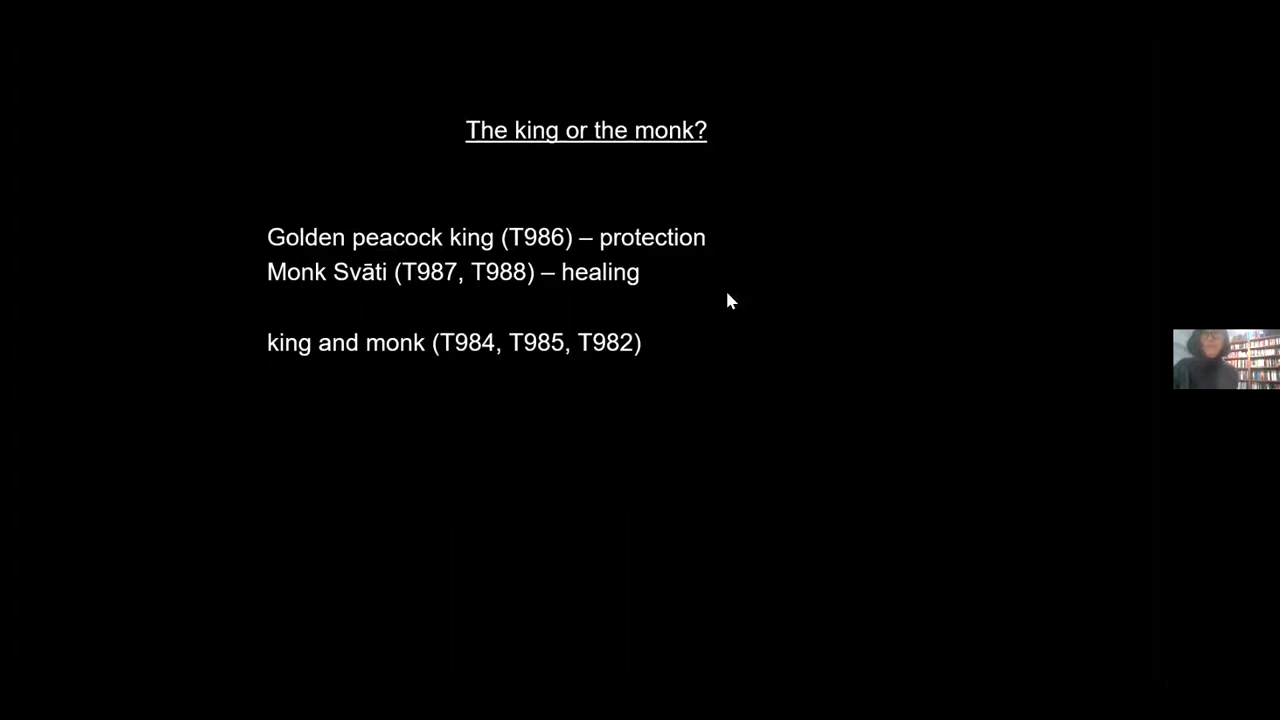 The king or the monk?
Golden peacock king (T986) – protection
Monk Svāti (T987, T988) – healing
king and monk (T984, T985, T982)